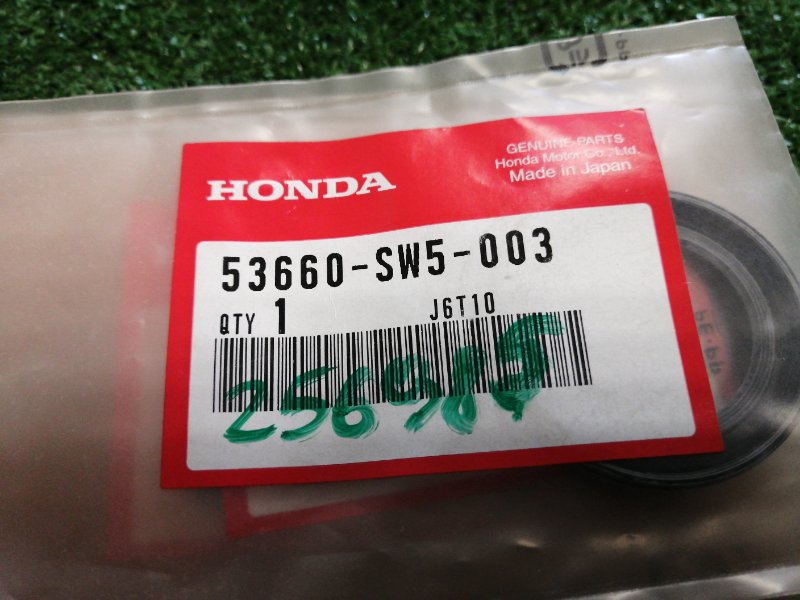 HONDA
GENUINE PARTS
Honda Motor Co., Ltd.
Made in Japan
53660-SW5-003
QTY 1 J6T10